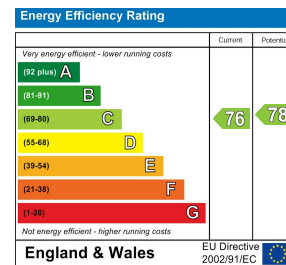 Energy Efficiency Rating
Current Potentia
Very energy efficient - lower running costs
(92 plus) A
(81-91) B
(69-80) C 76 78
(55-68) D
(39-54) E
(21-38) F
(1-20) G
Not energy efficient - higher running costs
England & Wales EU Directive
2002/91/EC